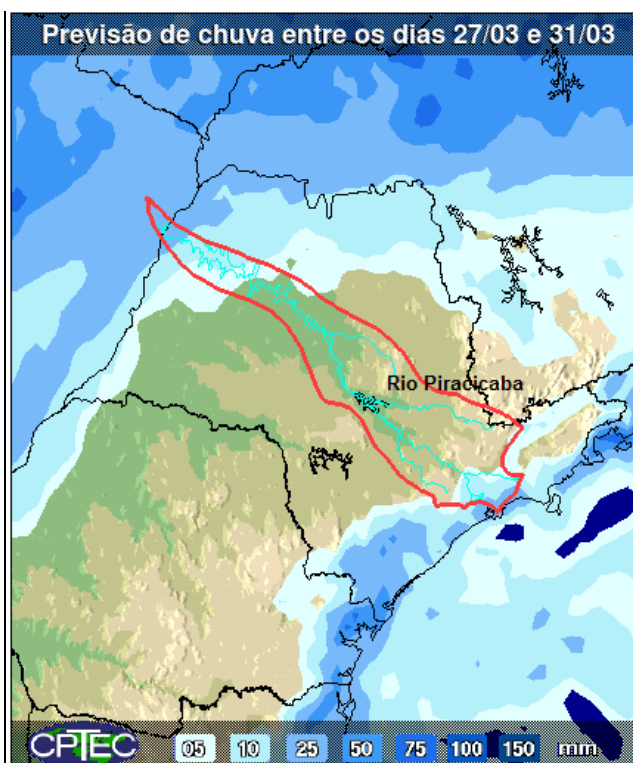 Previsão de chuva entre os dias 27/03 e 31/03
Rio Piracicaba
CPTEC 05 10 25 50 75 100 150 mm